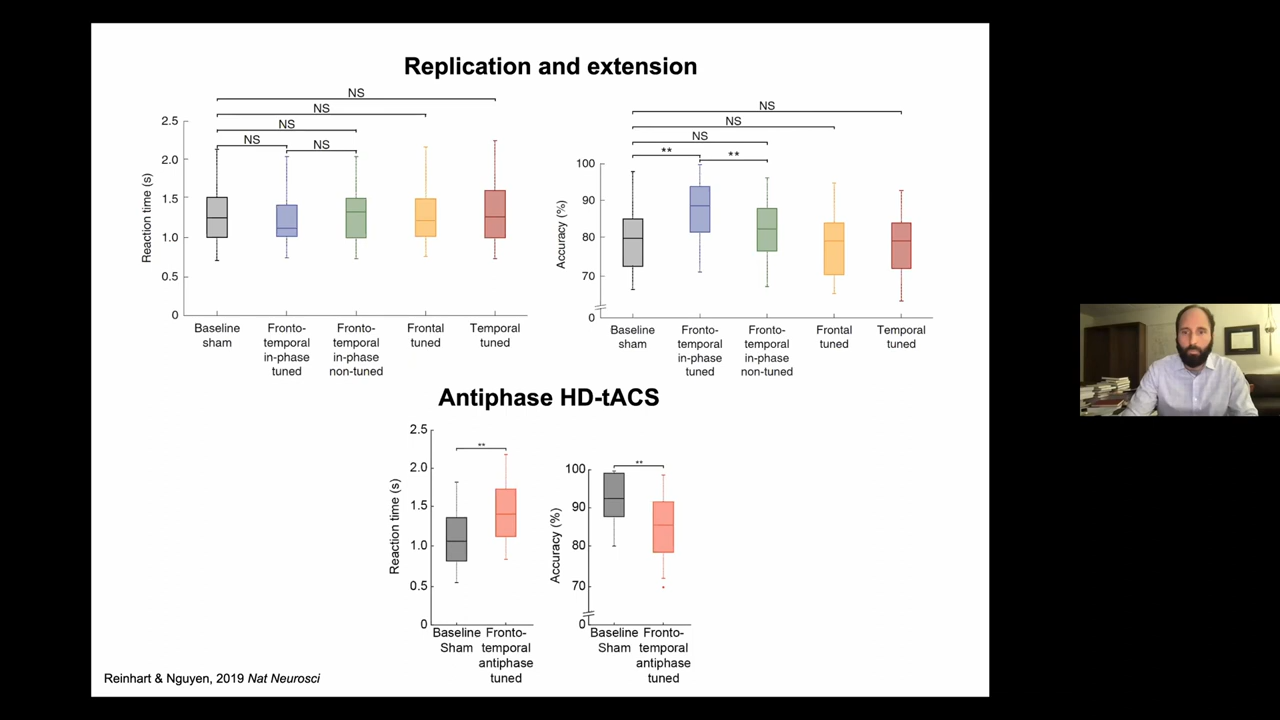 Replication and extension
NS
NS
NS
NS
NS
2.5
2.0
1.5
1.0
0.5
0
Reaction time (s)
Baseline
sham
Fronto-
temporal
in-phase
tuned
Fronto-
temporal
in-phase
non-tuned
Frontal
tuned
Temporal
tuned
NS
NS
NS
**
**
100
90
80
70
0
Accuracy (%)
Baseline
sham
Fronto-
temporal
in-phase
tuned
Fronto-
temporal
in-phase
non-tuned
Frontal
tuned
Temporal
tuned
Antiphase HD-tACS
**
2.5
2.0
1.5
1.0
0.5
0
Reaction time (s)
Baseline
Sham
Fronto-
temporal
antiphase
tuned
**
100
90
80
70
0
Accuracy (%)
Baseline
Sham
Fronto-
temporal
antiphase
tuned
Reinhart & Nguyen, 2019 Nat Neurosci